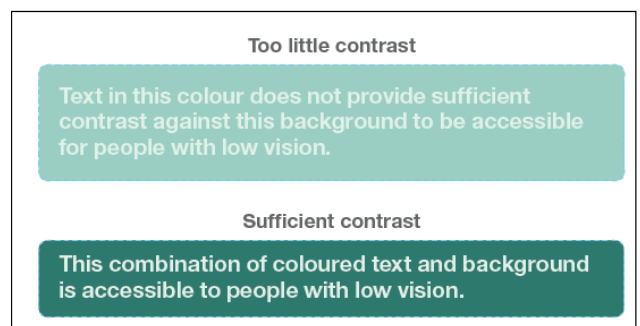 Too little contrast
Text in this colour does not provide sufficient
contrast against this background to be accessible
for people with low vision.
Sufficient contrast
This combination of coloured text and background
is accessible to people with low vision.